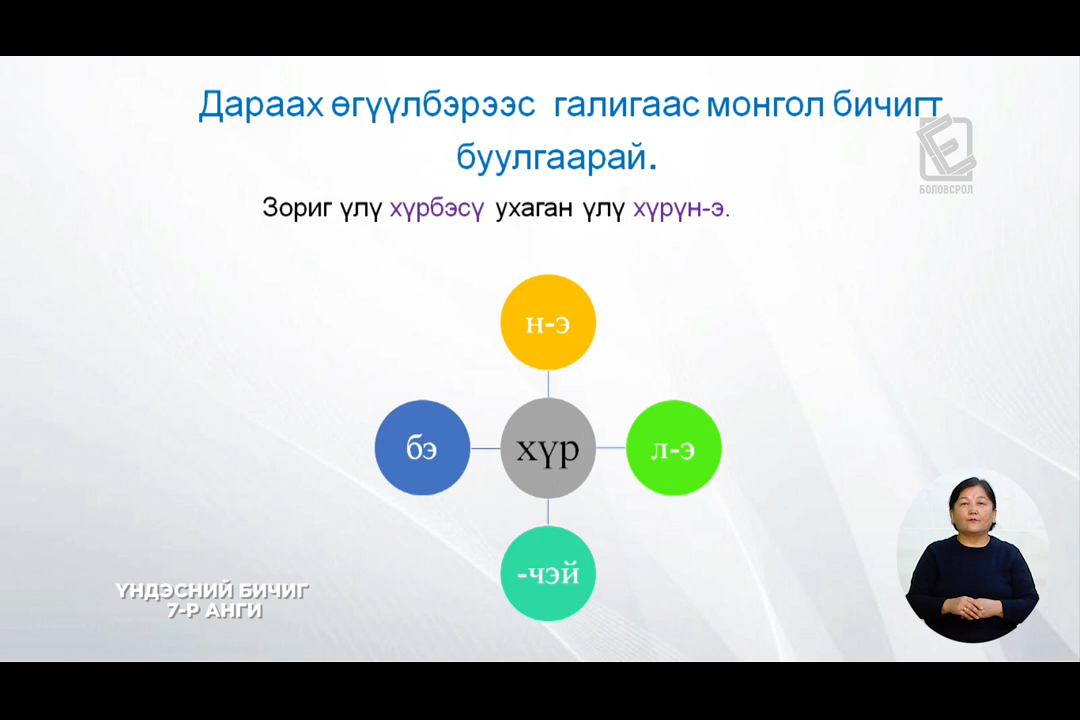 Дараах өгүүлбэрээс галигаас монгол бичигт
буулгаарай.
БОЛОВСРОЛ
Зориг үлү хүрбэсү ухаган үлү хүрүн-э.
н-э
бэ
хүр
л-э
-чэй
ҮНДЭСНИЙ БИЧИГ
7-Р АНГИ